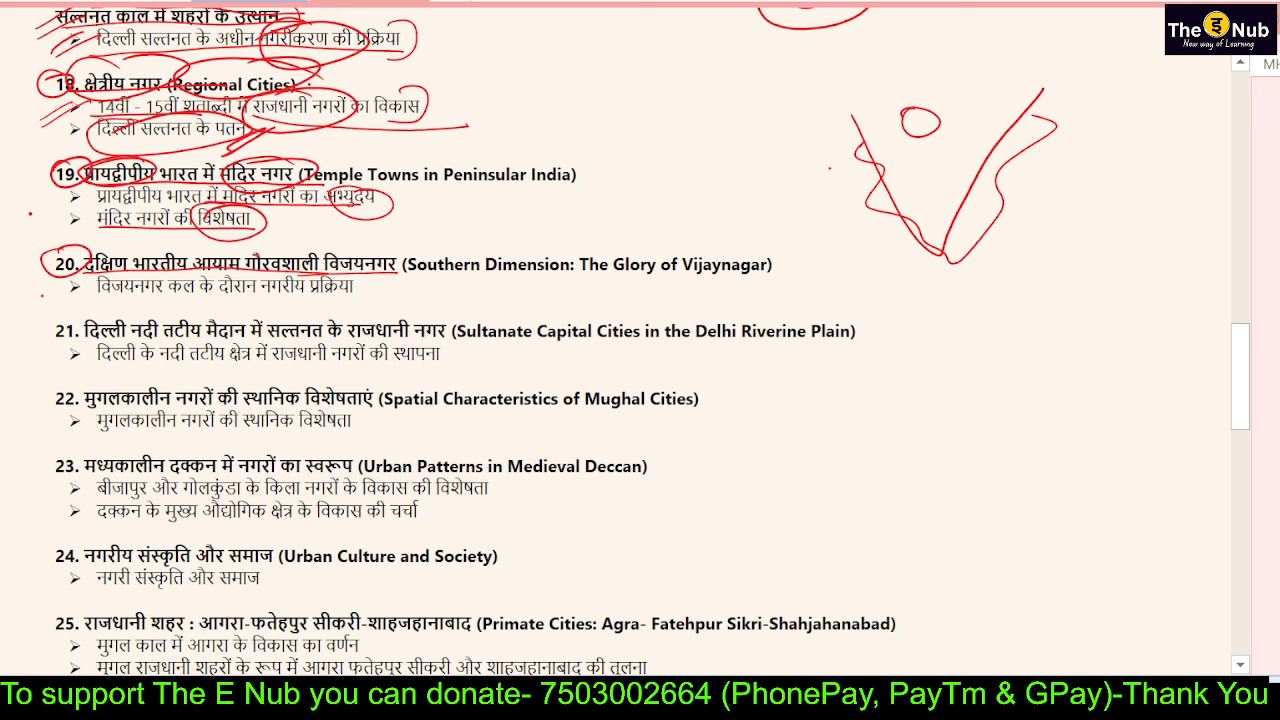 सल्तनत काल में शहरों के उत्थान
➤ दिल्ली सल्तनत के अधीन नगरीकरण की प्रक्रिया
18. क्षेत्रीय नगर (Regional Cities)
➤ 14वीं - 15वीं शताब्दी में राजधानी नगरों का विकास
➤ दिल्ली सल्तनत के पतन
19. प्रायद्वीपीय भारत में मंदिर नगर (Temple Towns in Peninsular India)
➤ प्रायद्वीपीय भारत में मंदिर नगरों का अभ्युदय
➤ मंदिर नगरों की विशेषता
20. दक्षिण भारतीय आयाम गौरवशाली विजयनगर (Southern Dimension: The Glory of Vijaynagar)
➤ विजयनगर कल के दौरान नगरीय प्रक्रिया
21. दिल्ली नदी तटीय मैदान में सल्तनत के राजधानी नगर (Sultanate Capital Cities in the Delhi Riverine Plain)
➤ दिल्ली के नदी तटीय क्षेत्र में राजधानी नगरों की स्थापना
22. मुगलकालीन नगरों की स्थानिक विशेषताएं (Spatial Characteristics of Mughal Cities)
➤ मुगलकालीन नगरों की स्थानिक विशेषता
23. मध्यकालीन दक्कन में नगरों का स्वरूप (Urban Patterns in Medieval Deccan)
➤ बीजापुर और गोलकुंडा के किला नगरों के विकास की विशेषता
➤ दक्कन के मुख्य औद्योगिक क्षेत्र के विकास की चर्चा
24. नगरीय संस्कृति और समाज (Urban Culture and Society)
➤ नगरी संस्कृति और समाज
25. राजधानी शहर : आगरा-फतेहपुर सीकरी-शाहजहानाबाद (Primate Cities: Agra- Fatehpur Sikri-Shahjahanabad)
➤ मुगल काल में आगरा के विकास का वर्णन
➤ मुगल राजधानी शहरों के रूप में आगरा फतेहपुर सीकरी और शाहजहानाबाद की तुलना
The इ Nub
Now way of Learning
MH
To support The E Nub you can donate- 7503002664 (PhonePay, PayTm & GPay)-Thank You